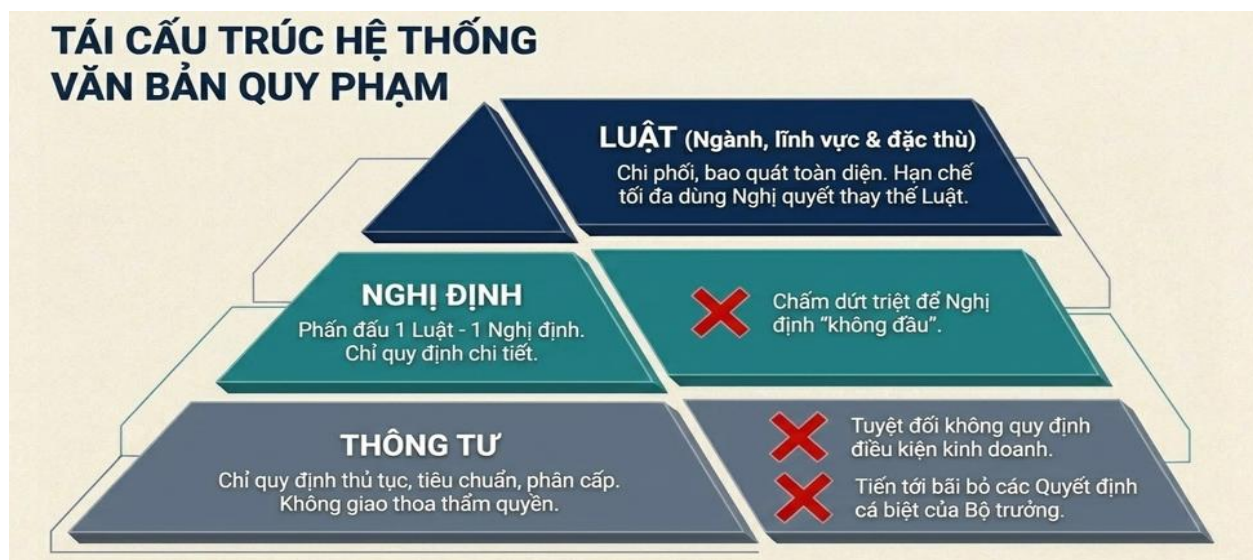 TÁI CẤU TRÚC HỆ THỐNG
VĂN BẢN QUY PHẠM
LUẬT (Ngành, lĩnh vực & đặc thù)
Chi phối, bao quát toàn diện. Hạn chế
tối đa dùng Nghị quyết thay thế Luật.
NGHỊ ĐỊNH
Phấn đấu 1 Luật - 1 Nghị định.
Chỉ quy định chi tiết.
Chấm dứt triệt để Nghị
định “không đầu”.
THÔNG TƯ
Chỉ quy định thủ tục, tiêu chuẩn, phân cấp.
Không giao thoa thẩm quyền.
Tuyệt đối không quy định
điều kiện kinh doanh.
Tiến tới bãi bỏ các Quyết định
cá biệt của Bộ trưởng.